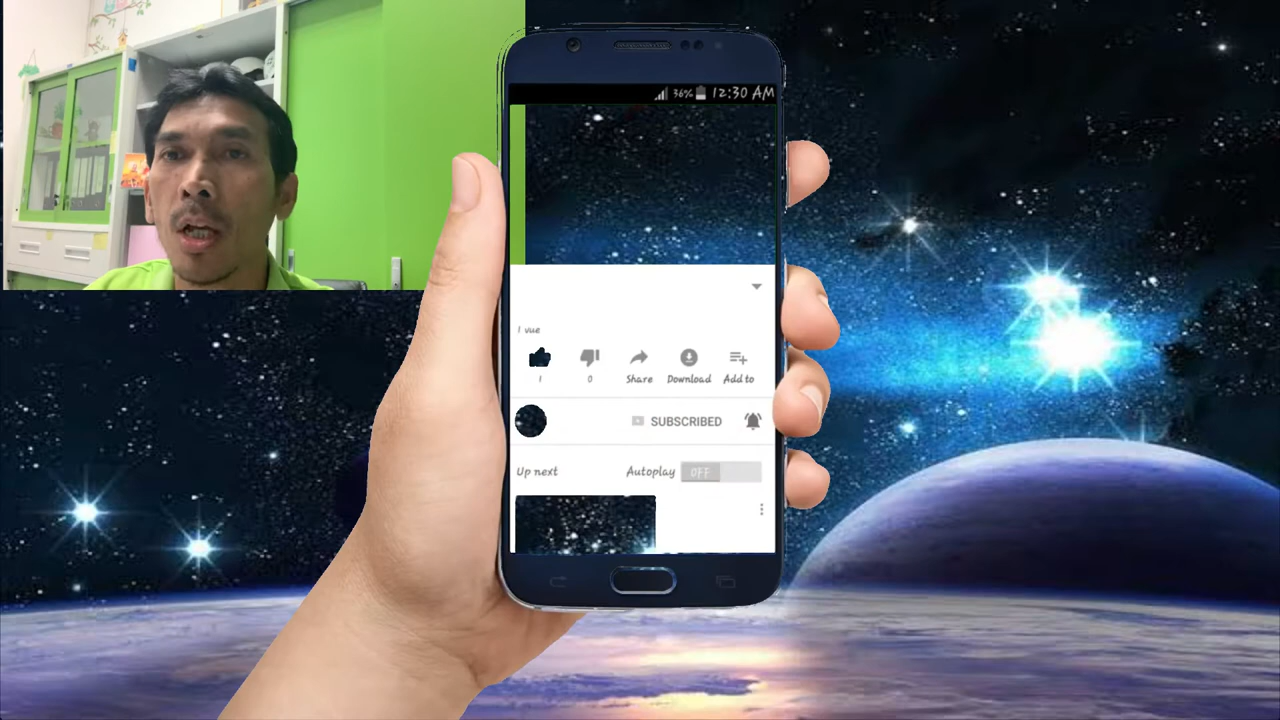 36% 12:30 AM
1 vue
1 0 Share Download Add to
SUBSCRIBED
Up next Autoplay OFF